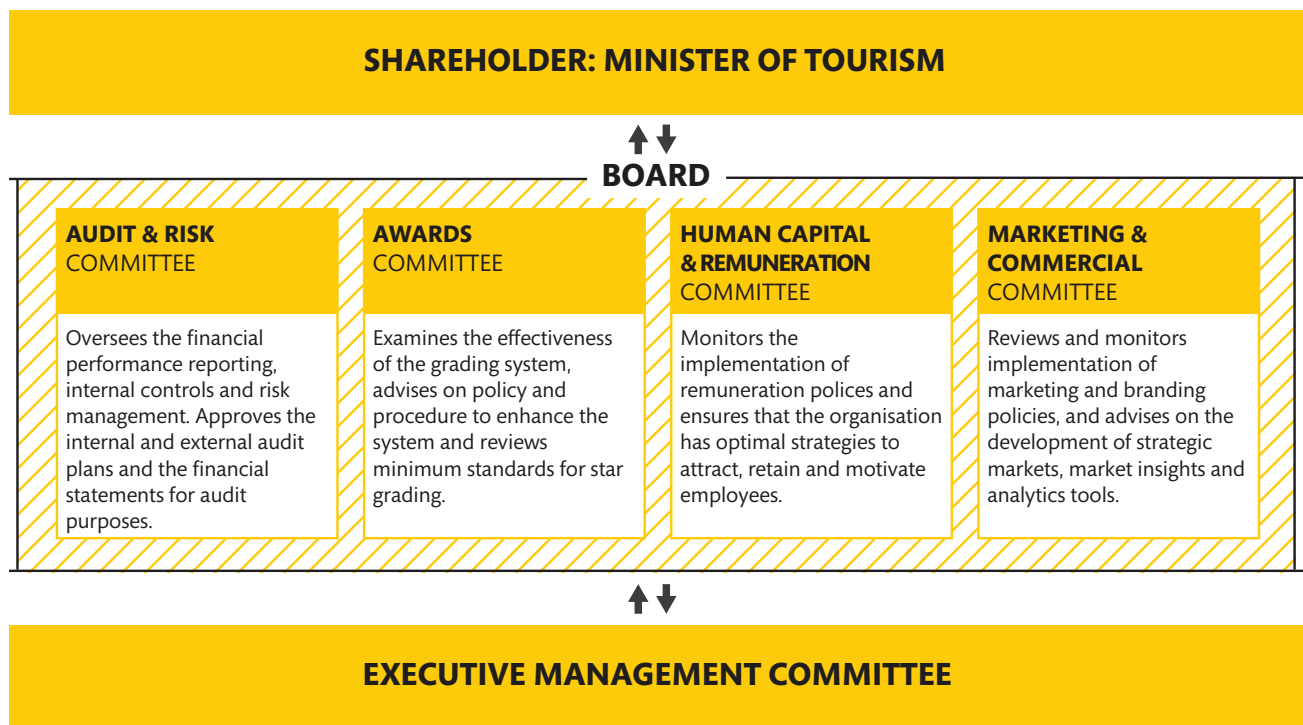 SHAREHOLDER: MINISTER OF TOURISM
BOARD
AUDIT & RISK
COMMITTEE
Oversees the financial
performance reporting,
internal controls and risk
management. Approves the
internal and external audit
plans and the financial
statements for audit
purposes.
AWARDS
COMMITTEE
Examines the effectiveness
of the grading system,
advises on policy and
procedure to enhance the
system and reviews
minimum standards for star
grading.
HUMAN CAPITAL
& REMUNERATION
COMMITTEE
Monitors the
implementation of
remuneration polices and
ensures that the organisation
has optimal strategies to
attract, retain and motivate
employees.
MARKETING &
COMMERCIAL
COMMITTEE
Reviews and monitors
implementation of
marketing and branding
policies, and advises on the
development of strategic
markets, market insights and
analytics tools.
EXECUTIVE MANAGEMENT COMMITTEE